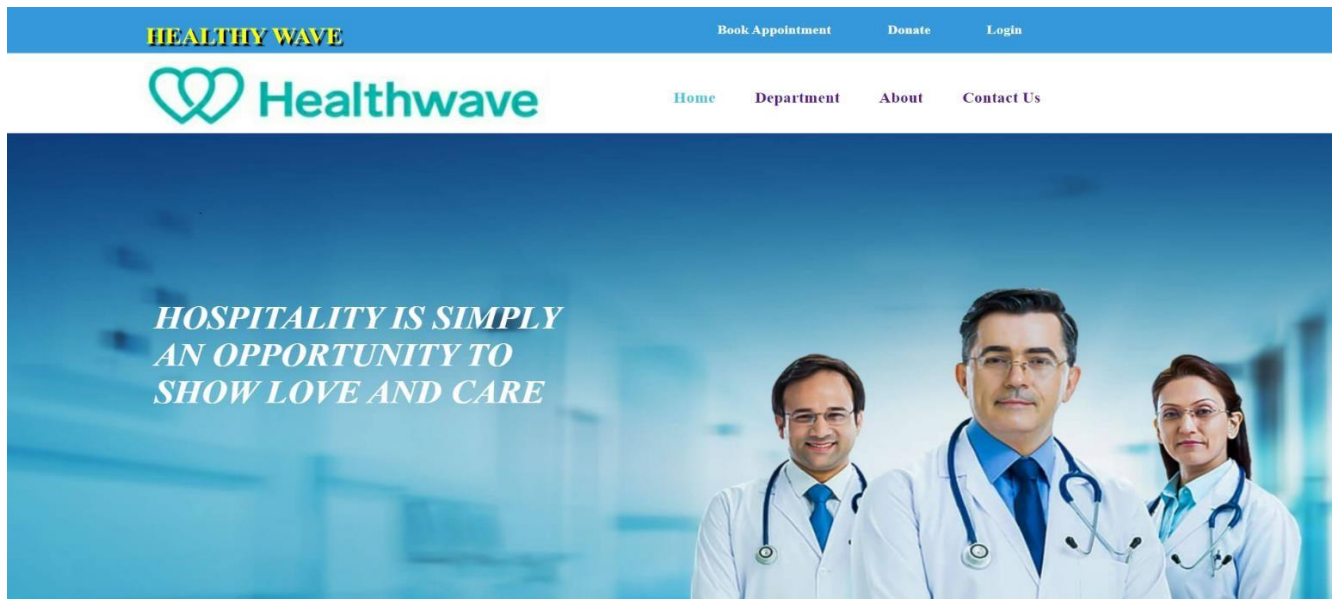 HEALTHY WAVE
Book Appointment Donate Login
Healthwave
Home Department About Contact Us
HOSPITALITY IS SIMPLY
AN OPPORTUNITY TO
SHOW LOVE AND CARE